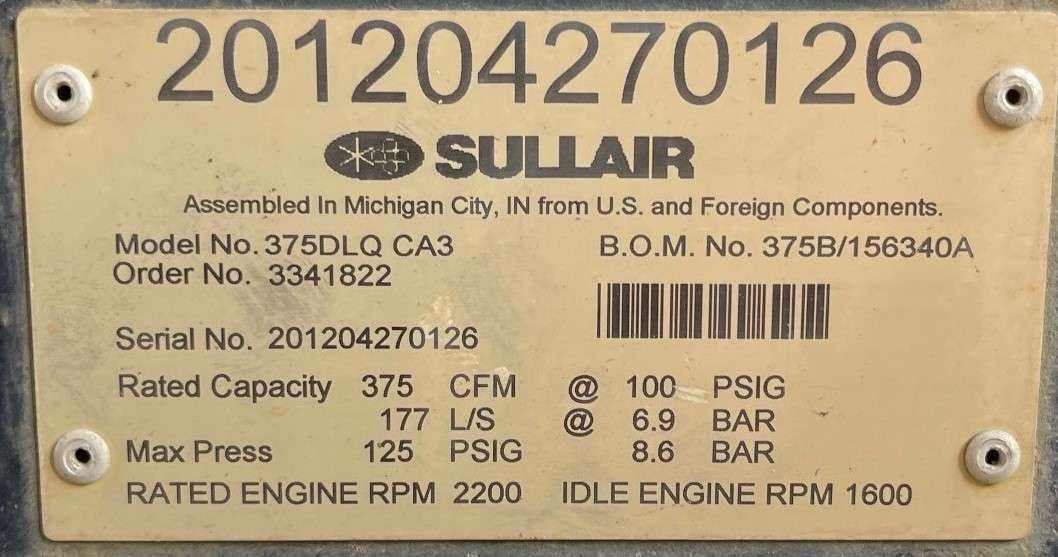 201204270126
SULLAIR
Assembled In Michigan City, IN from U.S. and Foreign Components.
Model No. 375DLQ CA3 B.O.M. No. 375B/156340A
Order No. 3341822
Serial No. 201204270126
Rated Capacity 375 CFM @ 100 PSIG
177 L/S @ 6.9 BAR
Max Press 125 PSIG 8.6 BAR
RATED ENGINE RPM 2200 IDLE ENGINE RPM 1600